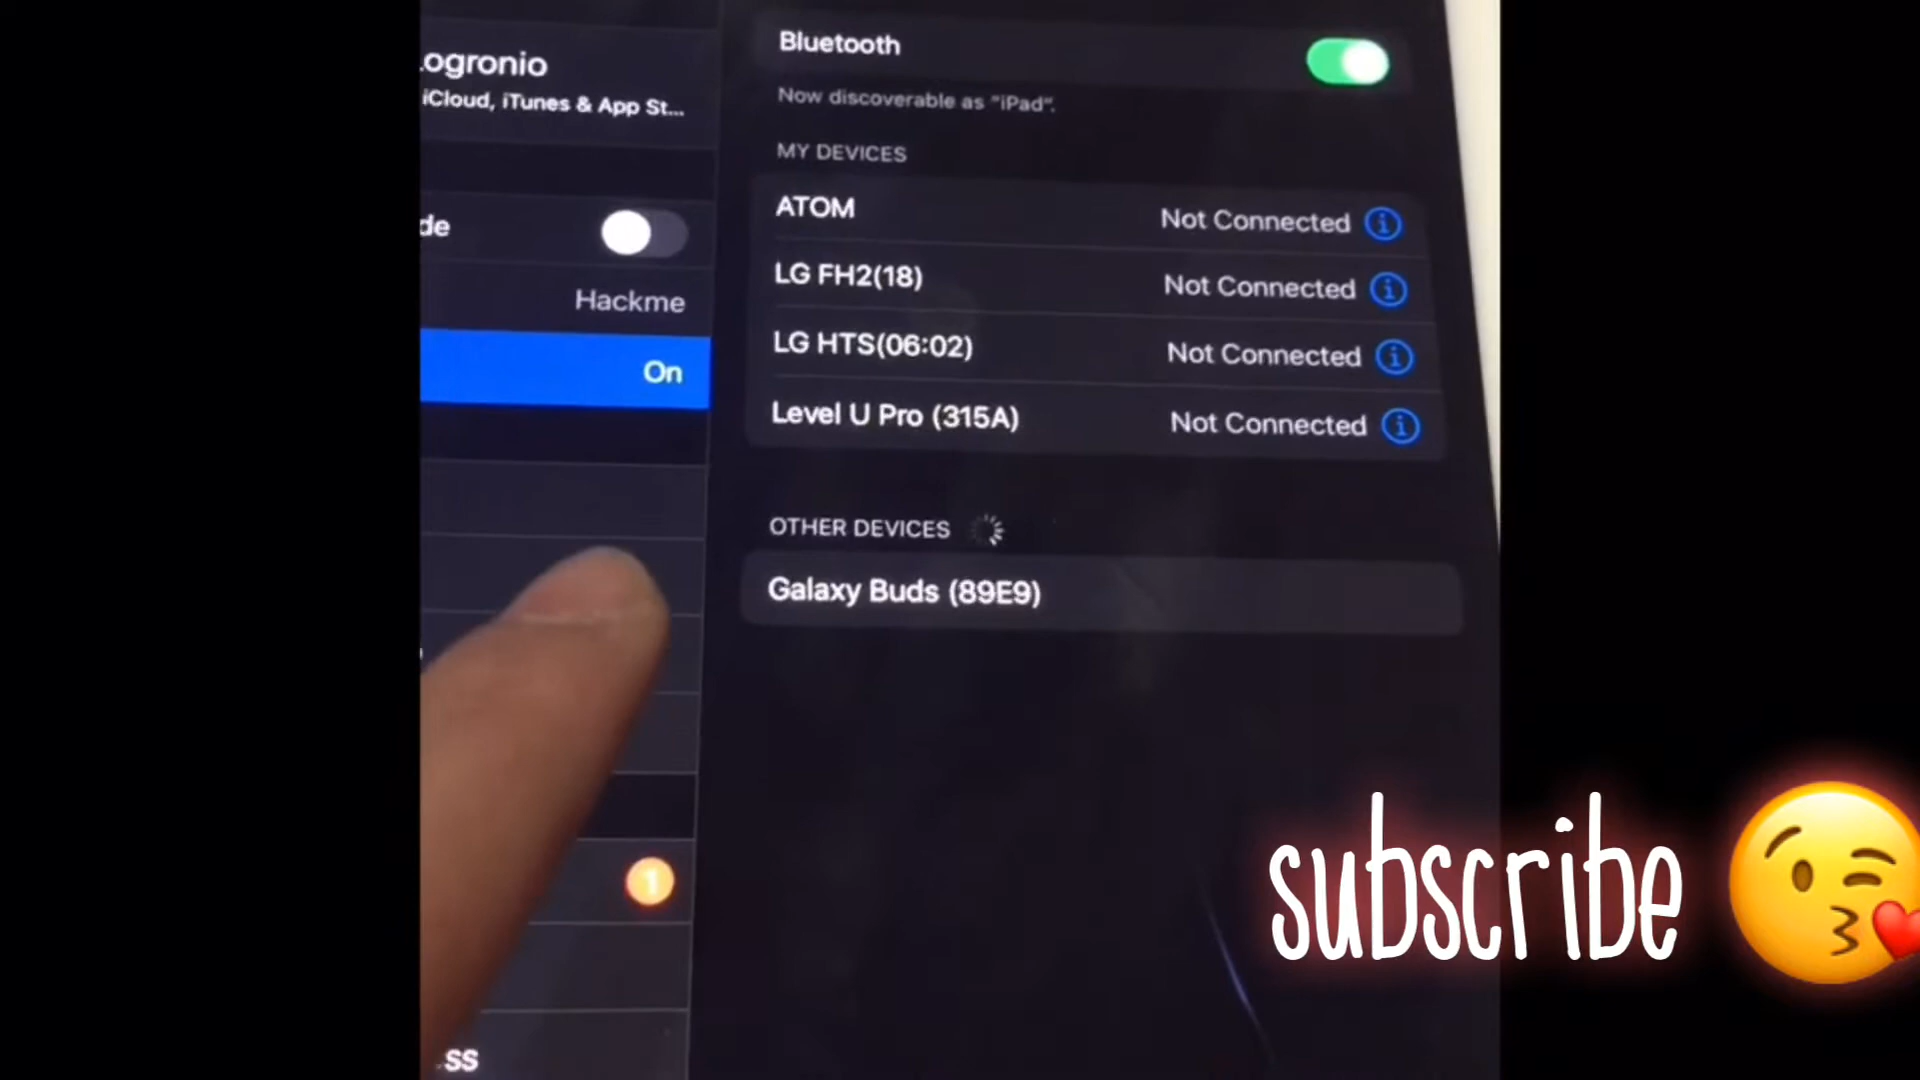 Logronio
iCloud, iTunes & App St...
de
Hackme
On
1
ss
Bluetooth
Now discoverable as "iPad".
MY DEVICES
ATOM Not Connected
LG FH2(18) Not Connected
LG HTS(06:02) Not Connected
Level U Pro (315A) Not Connected
OTHER DEVICES
Galaxy Buds (89E9)
subscribe